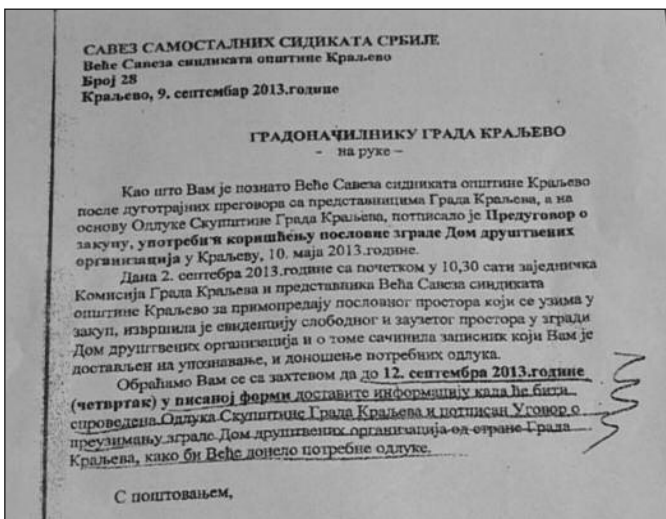 САВЕЗ САМОСТАЛНИХ СИДИКАТА СРБИЈЕ
Веће Савеза синдиката општине Краљево
Број 28
Краљево, 9. септембар 2013.године
ГРАДОНАЧИЛНИКУ ГРАДА КРАЉЕВО
- на руке –
Као што Вам је познато Веће Савеза сидниката општине Краљево
после дуготрајних преговора са представницима Града Краљева, а на
основу Одлуке Скупштине Града Краљева, потписало је Предуговор о
закупу, употреби и коришћењу пословне зграде Дом друштвених
организација у Краљеву, 10. маја 2013.године.
Дана 2. септебра 2013.године са почетком у 10,30 сати заједничка
Комисија Града Краљева и представника Већа Савеза синдиката
општине Краљево за примопредају пословног простора који се узима у
закуп, извршила је евиденцију слободног и заузетог простора у згради
Дом друштвених организација и о томе сачинила записник који Вам је
достављен на упознавање, и доношење потребних одлука.
Обраћамо Вам се са захтевом да до 12. септембра 2013.године
(четвртак) у писаној форми доставите информацију када ће бити
спроведена Одлука Скупштине Града Краљева и потписан Уговор о
преузимању зграде Дом друштвених организација од стране Града
Краљева, како би Веће донело потребне одлуке.
С поштовањем,